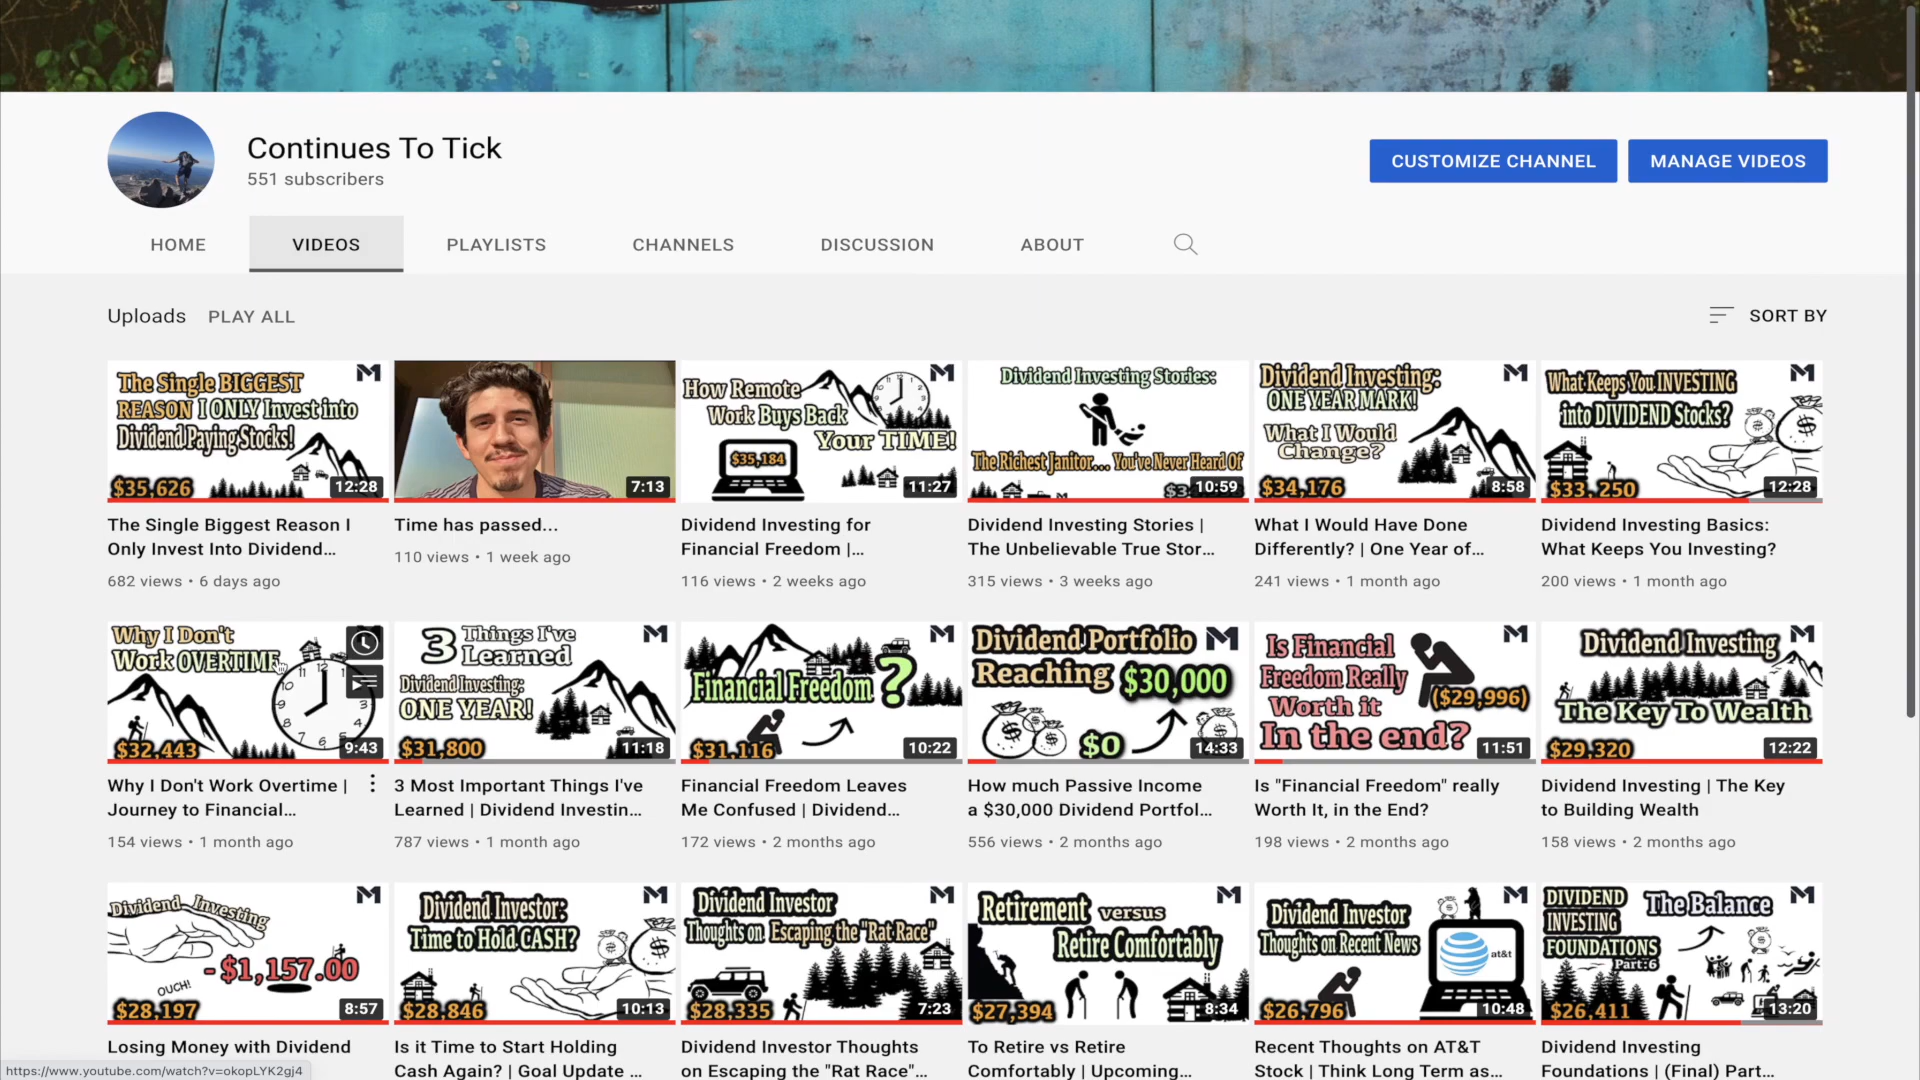 Continues To Tick
551 subscribers
CUSTOMIZE CHANNEL
MANAGE VIDEOS
HOME
VIDEOS
PLAYLISTS
CHANNELS
DISCUSSION
ABOUT
Uploads
PLAY ALL
SORT BY
The Single BIGGEST
REASON I ONLY Invest into
Dividend Paying Stocks!
$35,626
12:28
7:13
How Remote
Work Buys Back
Your TIME!
$35,184
11:27
Dividend Investing Stories:
The Richest Janitor... You've Never Heard Of
10:59
Dividend Investing:
ONE YEAR MARK!
What I Would
Change?
$34,176
8:58
What Keeps You INVESTING
into DIVIDEND Stocks?
$33,250
12:28
The Single Biggest Reason I
Only Invest Into Dividend...
682 views • 6 days ago
Time has passed...
110 views • 1 week ago
Dividend Investing for
Financial Freedom |...
116 views • 2 weeks ago
Dividend Investing Stories |
The Unbelievable True Stor...
315 views • 3 weeks ago
What I Would Have Done
Differently? | One Year of...
241 views • 1 month ago
Dividend Investing Basics:
What Keeps You Investing?
200 views • 1 month ago
Why I Don't
Work OVERTIME
$32,443
9:43
3 Things I've
Learned
Dividend Investing:
ONE YEAR!
$31,800
11:18
Financial Freedom ?
$31,116
10:22
Dividend Portfolio
Reaching $30,000
$0
14:33
Is Financial
Freedom Really
Worth it
In the end?
($29,996)
11:51
Dividend Investing
The Key To Wealth
$29,320
12:22
Why I Don't Work Overtime |
Journey to Financial...
154 views • 1 month ago
3 Most Important Things I've
Learned | Dividend Investin...
787 views • 1 month ago
Financial Freedom Leaves
Me Confused | Dividend...
172 views • 2 months ago
How much Passive Income
a $30,000 Dividend Portfol...
556 views • 2 months ago
Is "Financial Freedom" really
Worth It, in the End?
198 views • 2 months ago
Dividend Investing | The Key
to Building Wealth
158 views • 2 months ago
Dividend Investing
- $1,157.00
OUCH!
$28,197
8:57
Dividend Investor:
Time to Hold CASH?
$28,846
10:13
Dividend Investor
Thoughts on Escaping the "Rat Race"
$28,335
7:23
Retirement versus
Retire Comfortably
$27,394
8:34
Dividend Investor
Thoughts on Recent News
at&t
$26,796
10:48
DIVIDEND
INVESTING
FOUNDATIONS
Part:6
The Balance
$26,411
13:20
Losing Money with Dividend
Is it Time to Start Holding
Cash Again? | Goal Update ...
Dividend Investor Thoughts
on Escaping the "Rat Race"...
To Retire vs Retire
Comfortably | Upcoming...
Recent Thoughts on AT&T
Stock | Think Long Term as...
Dividend Investing
Foundations | (Final) Part...
https://www.youtube.com/watch?v=okopLYK2gj4